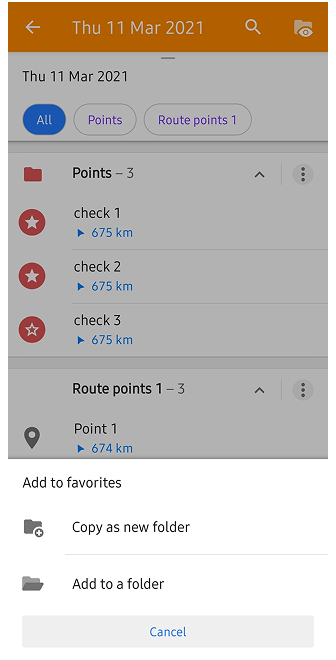 Thu 11 Mar 2021
Thu 11 Mar 2021
All
Points
Route points 1
Points – 3
check 1
675 km
check 2
675 km
check 3
675 km
Route points 1 – 3
Point 1
674 km
Add to favorites
Copy as new folder
Add to a folder
Cancel